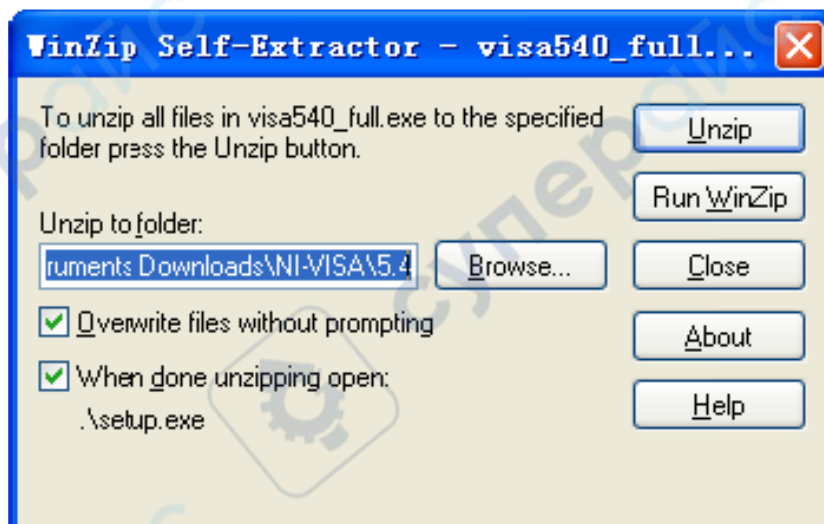 WinZip Self-Extractor - visa540_full...
To unzip all files in visa540_full.exe to the specified
folder press the Unzip button.
Unzip to folder:
ruments Downloads\NI-VISA\5.4
Browse...
Overwrite files without prompting
When done unzipping open:
.\setup.exe
Unzip
Run WinZip
Close
About
Help
суперайс